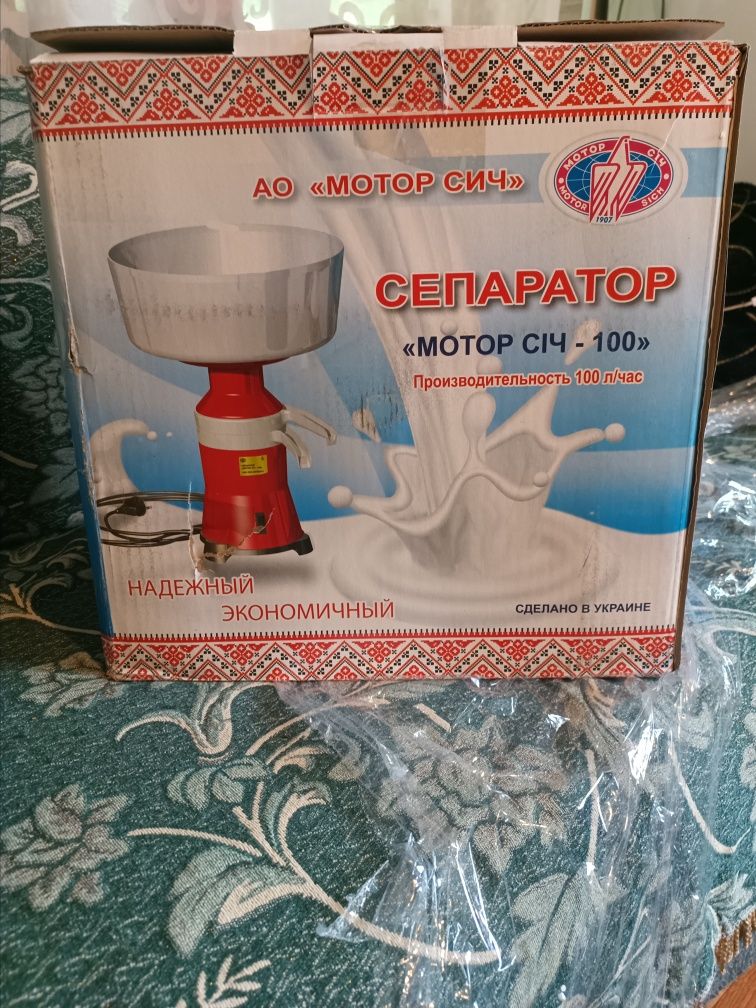 АО «МОТОР СИЧ»
МОТОР СІЧ
MOTOR SICH
1907
СЕПАРАТОР
«МОТОР СІЧ - 100»
Производительность 100 л/час
НАДЕЖНЫЙ
ЭКОНОМИЧНЫЙ
СДЕЛАНО В УКРАИНЕ